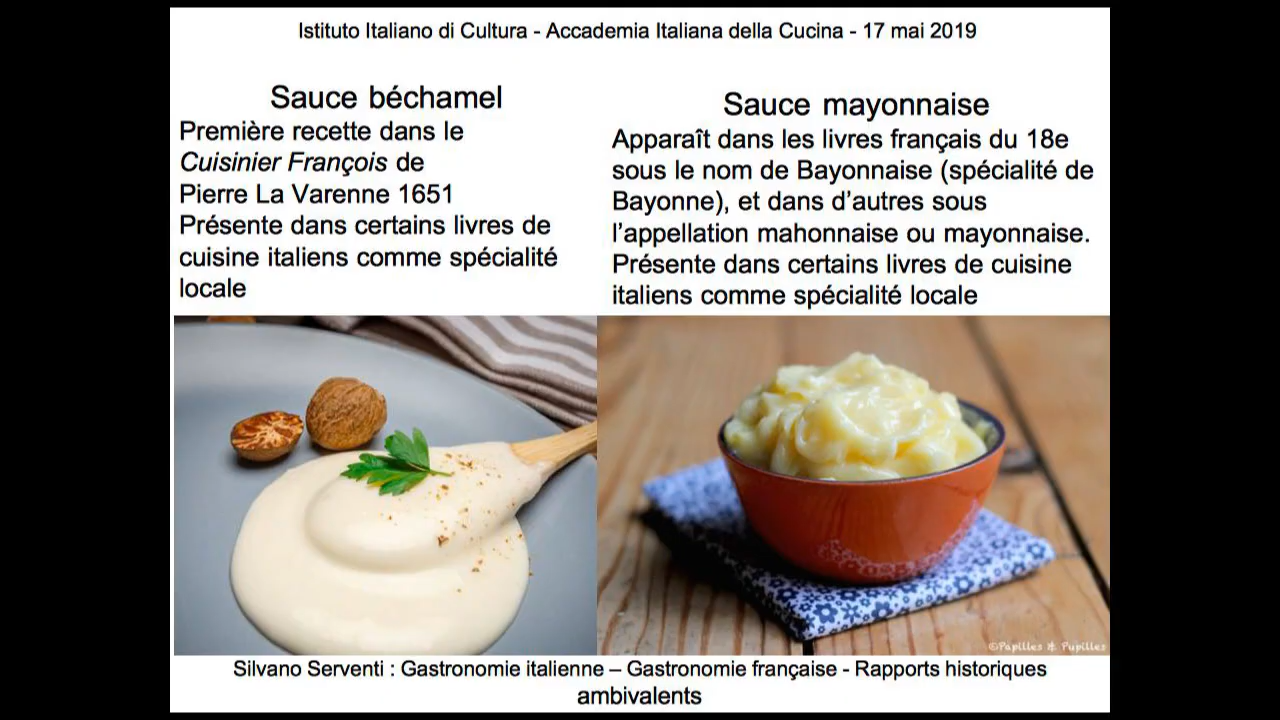 Istituto Italiano di Cultura - Accademia Italiana della Cucina - 17 mai 2019
Sauce béchamel
Première recette dans le
Cuisinier François de
Pierre La Varenne 1651
Présente dans certains livres de
cuisine italiens comme spécialité
locale
Sauce mayonnaise
Apparaît dans les livres français du 18e
sous le nom de Bayonnaise (spécialité de
Bayonne), et dans d’autres sous
l’appellation mahonnaise ou mayonnaise.
Présente dans certains livres de cuisine
italiens comme spécialité locale
©Papilles & Pupilles
Silvano Serventi : Gastronomie italienne – Gastronomie française - Rapports historiques
ambivalents